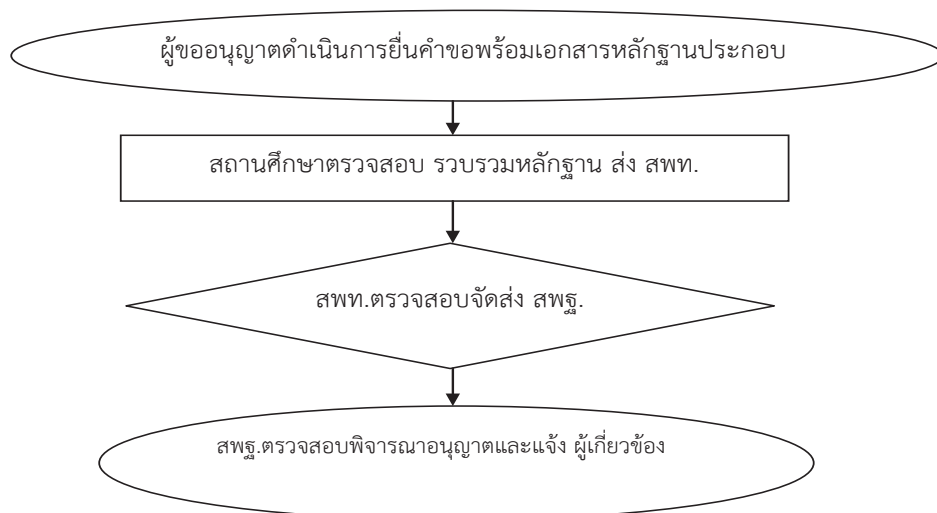 ผู้ขออนุญาตดำเนินการยื่นคำขอพร้อมเอกสารหลักฐานประกอบ
สถานศึกษาตรวจสอบ รวบรวมหลักฐาน ส่ง สพท.
สพท.ตรวจสอบจัดส่ง สพฐ.
สพฐ.ตรวจสอบพิจารณาอนุญาตและแจ้ง ผู้เกี่ยวข้อง